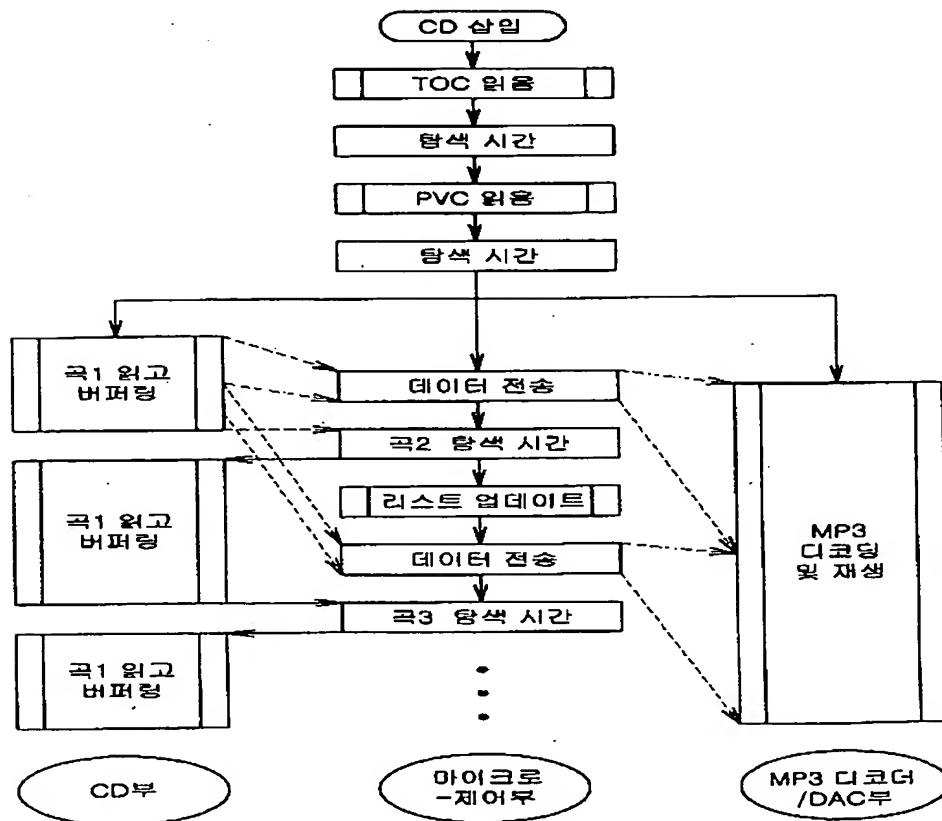 CD 삽입
TOC 읽음
탐색 시간
PVC 읽음
탐색 시간
곡1 읽고
버퍼링
데이터 전송
곡2 탐색 시간
리스트 업데이트
곡1 읽고
버퍼링
데이터 전송
곡3 탐색 시간
곡1 읽고
버퍼링
MP3
디코딩
및 재생
CD부
마이크로
-제어부
MP3 디코더
/DAC부